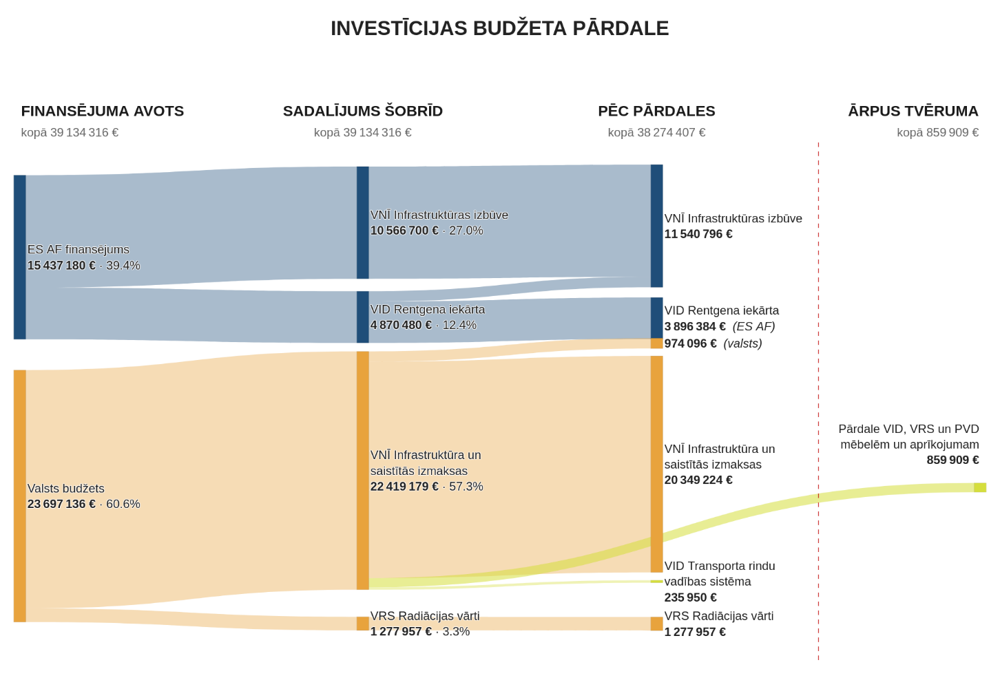 INVESTĪCIJAS BUDŽETA PĀRDALE
FINANSĒJUMA AVOTS
kopā 39 134 316 €
SADALĪJUMS ŠOBRĪD
kopā 39 134 316 €
PĒC PĀRDALES
kopā 38 274 407 €
ĀRPUS TVĒRUMA
kopā 859 909 €
ES AF finansējums
15 437 180 € · 39.4%
Valsts budžets
23 697 136 € · 60.6%
VNĪ Infrastruktūras izbūve
10 566 700 € · 27.0%
VID Rentgena iekārta
4 870 480 € · 12.4%
VNĪ Infrastruktūra un
saistītās izmaksas
22 419 179 € · 57.3%
VRS Radiācijas vārti
1 277 957 € · 3.3%
VNĪ Infrastruktūras izbūve
11 540 796 €
VID Rentgena iekārta
3 896 384 € (ES AF)
974 096 € (valsts)
VNĪ Infrastruktūra un
saistītās izmaksas
20 349 224 €
VID Transporta rindu
vadības sistēma
235 950 €
VRS Radiācijas vārti
1 277 957 €
Pārdale VID, VRS un PVD
mēbelēm un aprīkojumam
859 909 €